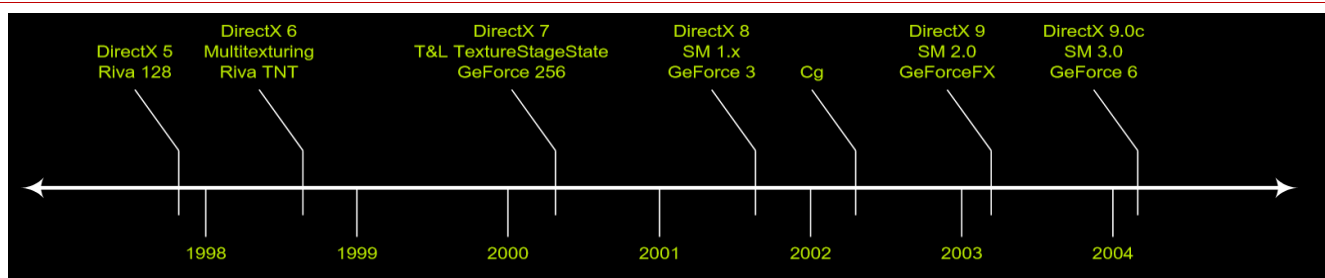 DirectX 5
Riva 128
DirectX 6
Multitexturing
Riva TNT
DirectX 7
T&L TextureStageState
GeForce 256
DirectX 8
SM 1.x
GeForce 3
Cg
DirectX 9
SM 2.0
GeForceFX
DirectX 9.0c
SM 3.0
GeForce 6
1998
1999
2000
2001
2002
2003
2004